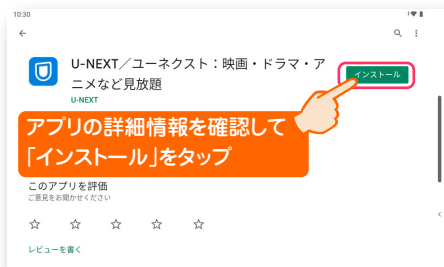 10:30
U-NEXT／ユーネクスト：映画・ドラマ・ア
ニメなど見放題
U-NEXT
インストール
アプリの詳細情報を確認して
「インストール」をタップ
このアプリを評価
ご意見をお聞かせください
レビューを書く